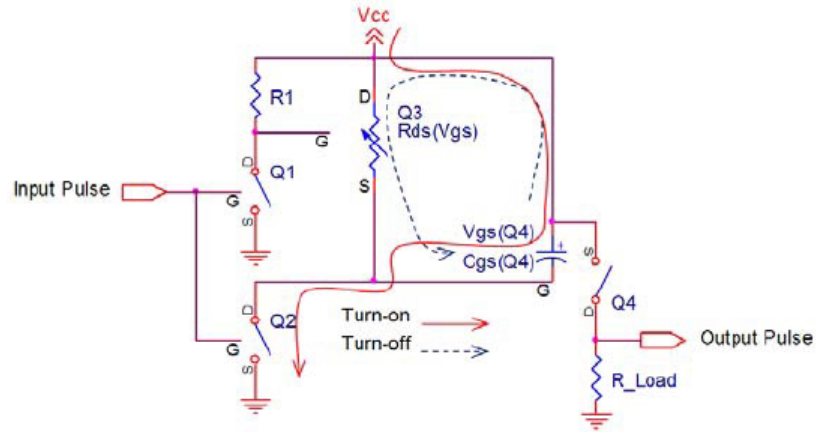 Vcc
R1
D
Q3
Rds(Vgs)
G
D
Q1
Input Pulse
G
S
S
Vgs(Q4)
Cgs(Q4)
+
S
G
Q4
D
D
Q2
Turn-on
Turn-off
G
S
Output Pulse
R_Load